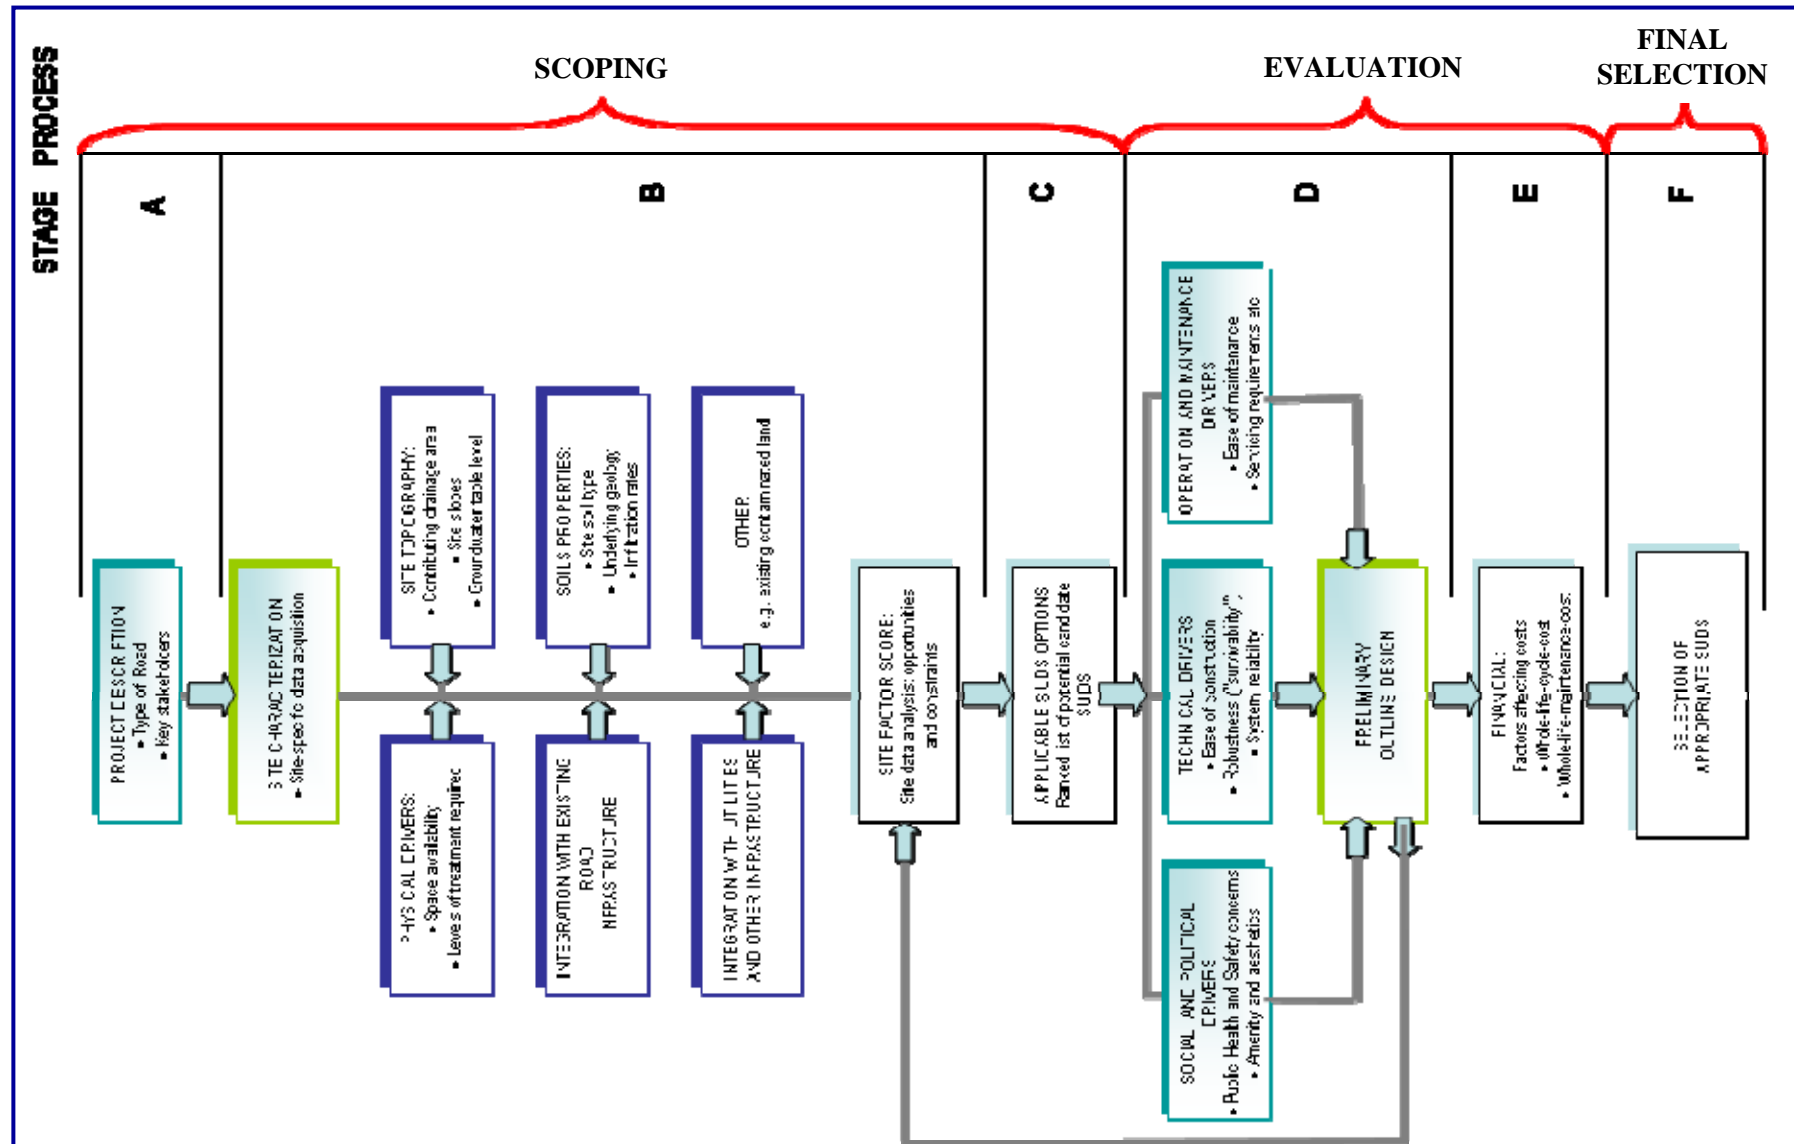 SCOPING
EVALUATION
FINAL
SELECTION
STAGE PROCESS
A
B
C
D
E
F
PROJECT DESCRIPTION
• Type of Road
• Key stakeholders
SITE CHARACTERIZATION
• Site-specific data acquisition
PHYSICAL DRIVERS:
• Space availability
• Levels of treatment required
SITE TOPOGRAPHY:
• Contributing drainage area
• Site slopes
• Groundwater table level
INTEGRATION WITH EXISTING
ROAD
INFRASTRUCTURE
SOILS PROPERTIES:
• Site soil type
• Underlying geology
• Infiltration rates
INTEGRATION WITH UTILITIES
AND OTHER INFRASTRUCTURE
OTHER
e.g. existing contaminated land
SITE FACTOR SCORE:
Site data analysis: opportunities
and constraints
APPLICABLE SUDS OPTIONS
Ranked list of potential candidate
SUDS
SOCIAL AND POLITICAL
DRIVERS
• Public Health and Safety concerns
• Amenity and aesthetics
TECHNICAL DRIVERS
• Ease of construction
• Robustness ("survivability")
• System reliability
OPERATION AND MAINTENANCE
DRIVERS
• Ease of maintenance
• Servicing requirements etc
PRELIMINARY
OUTLINE DESIGN
FINANCIAL:
Factors affecting costs
• Whole-life-cycle-cost
• Whole-life-maintenance-cost
SELECTION OF
APPROPRIATE SUDS